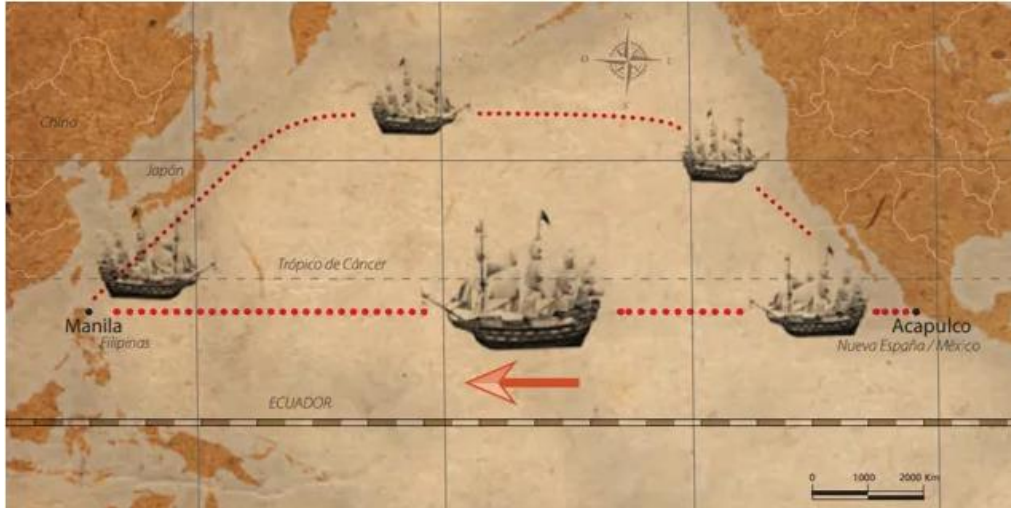 N
O E
S
China
Japón
Trópico de Cáncer
Manila
Filipinas
Acapulco
Nueva España / México
ECUADOR
0 1000 2000 Km